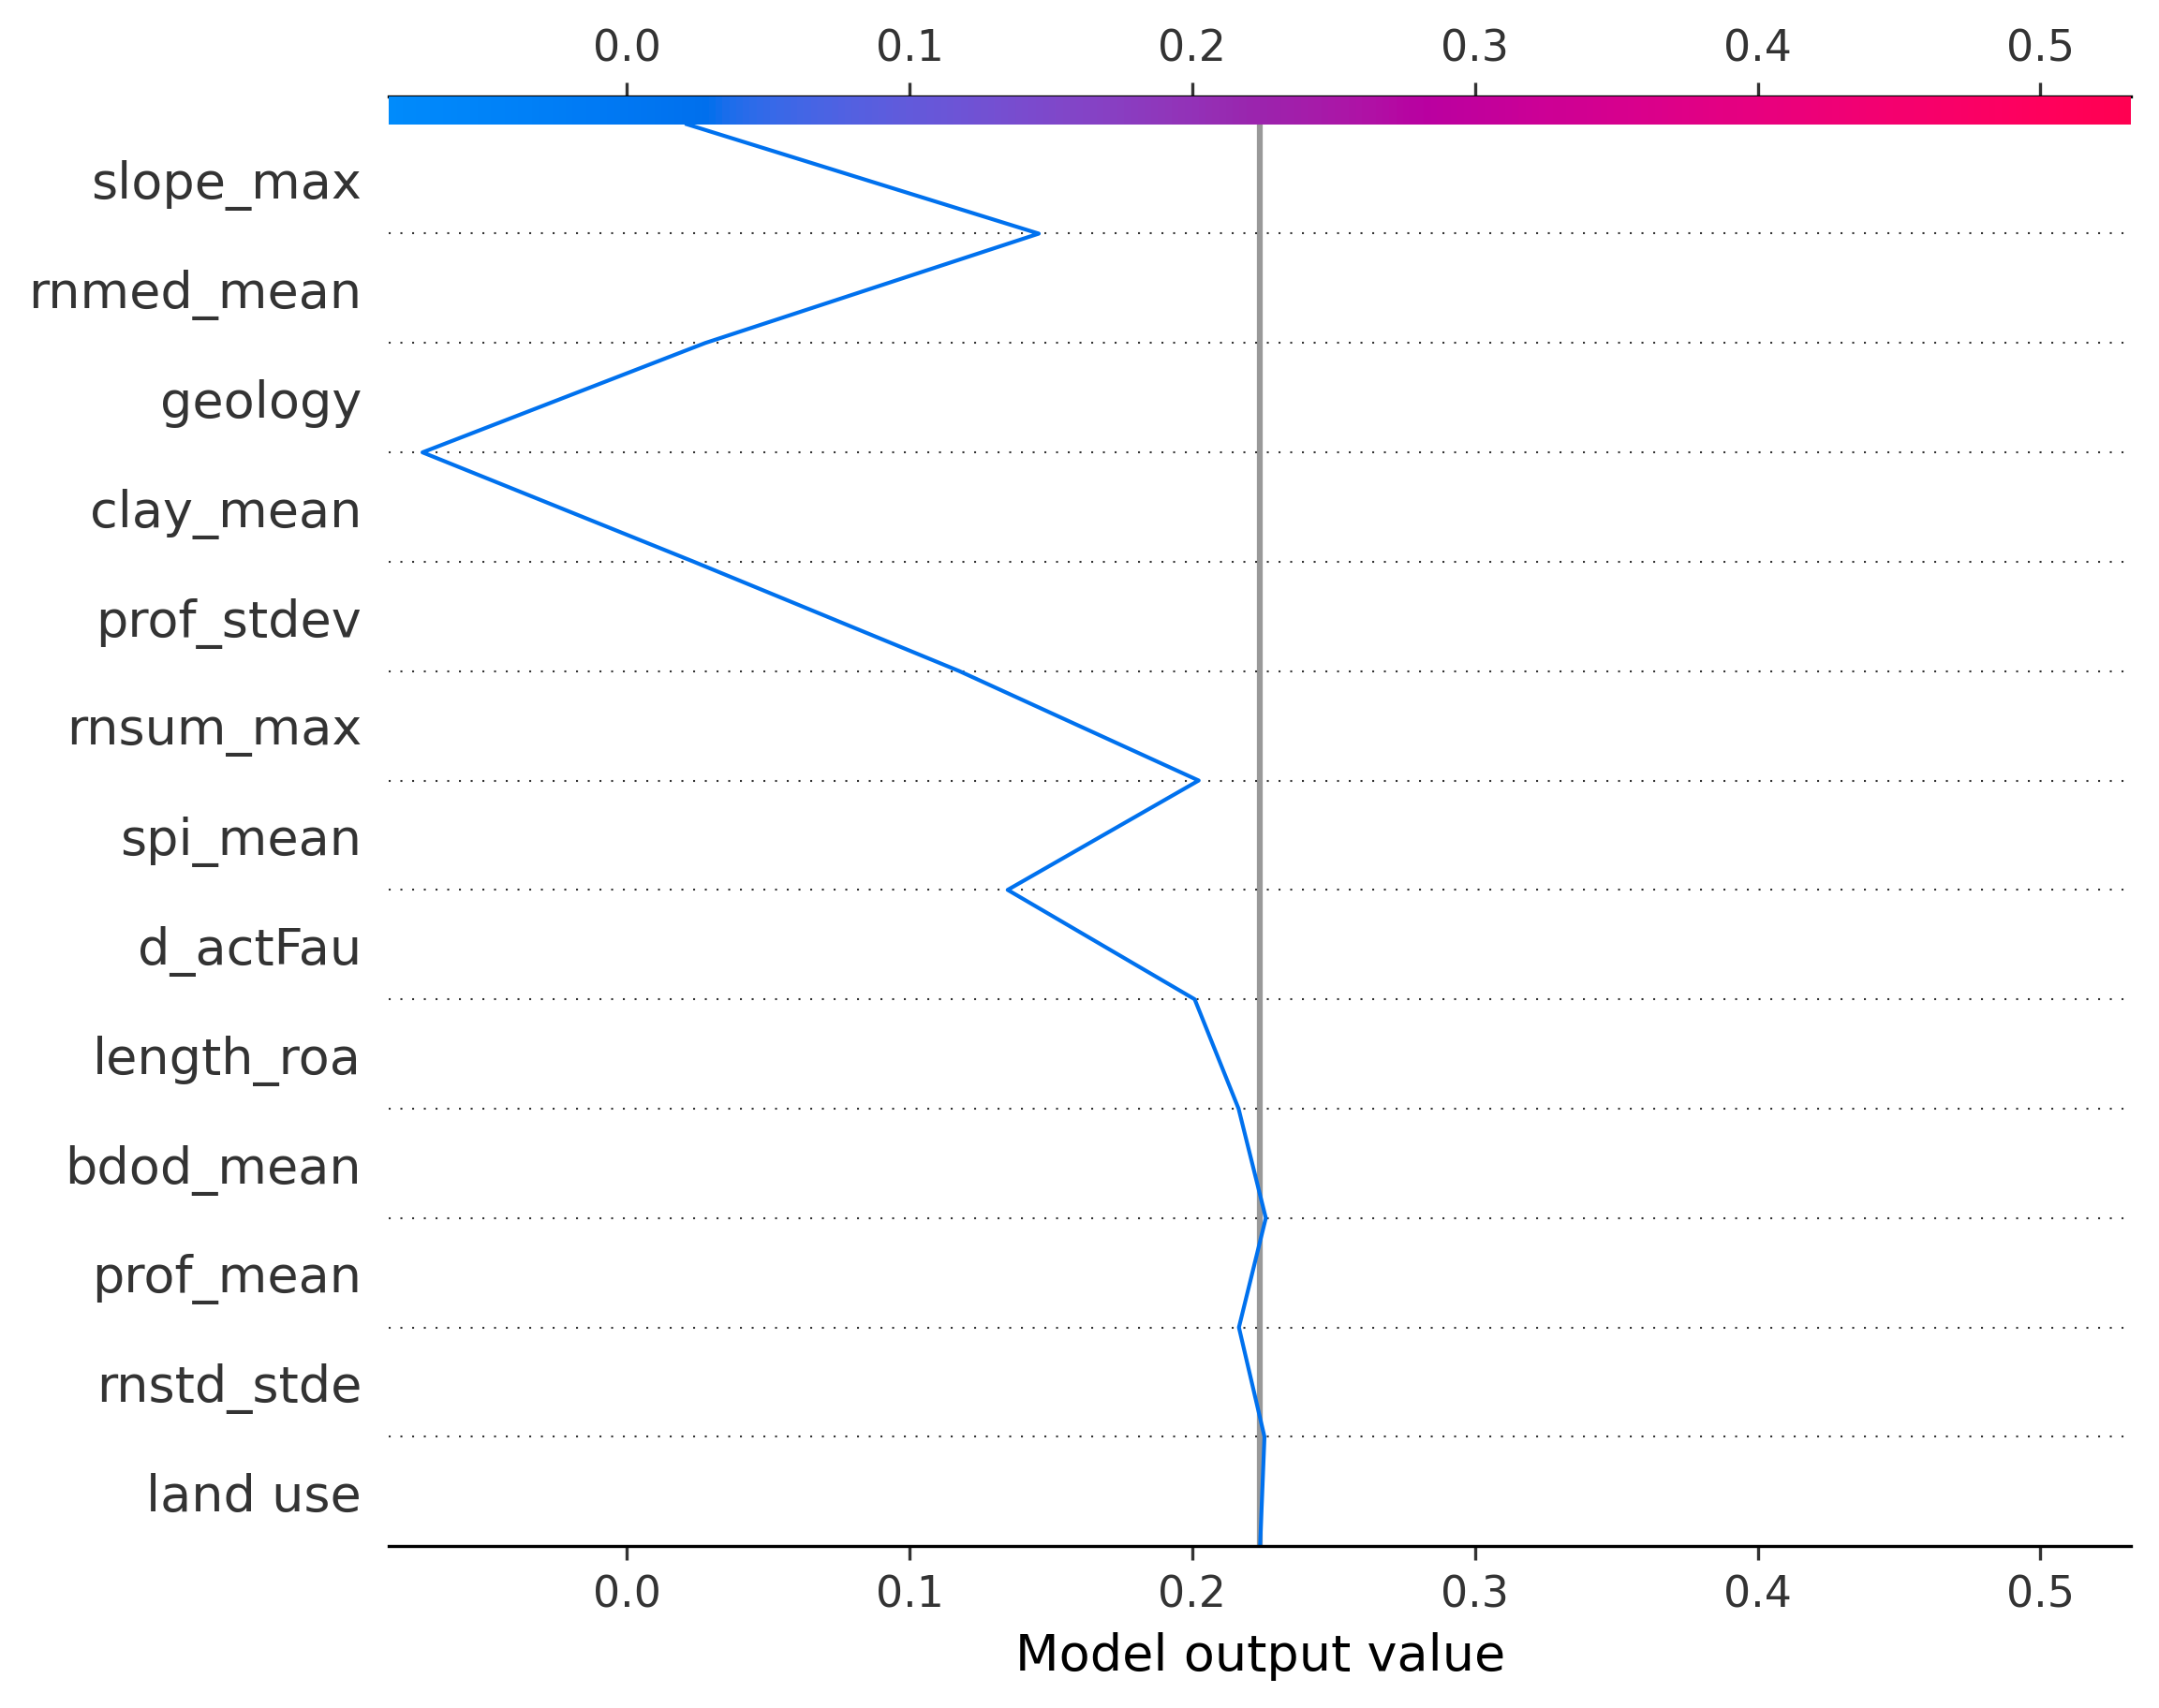 0.0 0.1 0.2 0.3 0.4 0.5
slope_max
rnmed_mean
geology
clay_mean
prof_stdev
rnsum_max
spi_mean
d_actFau
length_roa
bdod_mean
prof_mean
rnstd_stde
land use
0.0 0.1 0.2 0.3 0.4 0.5
Model output value